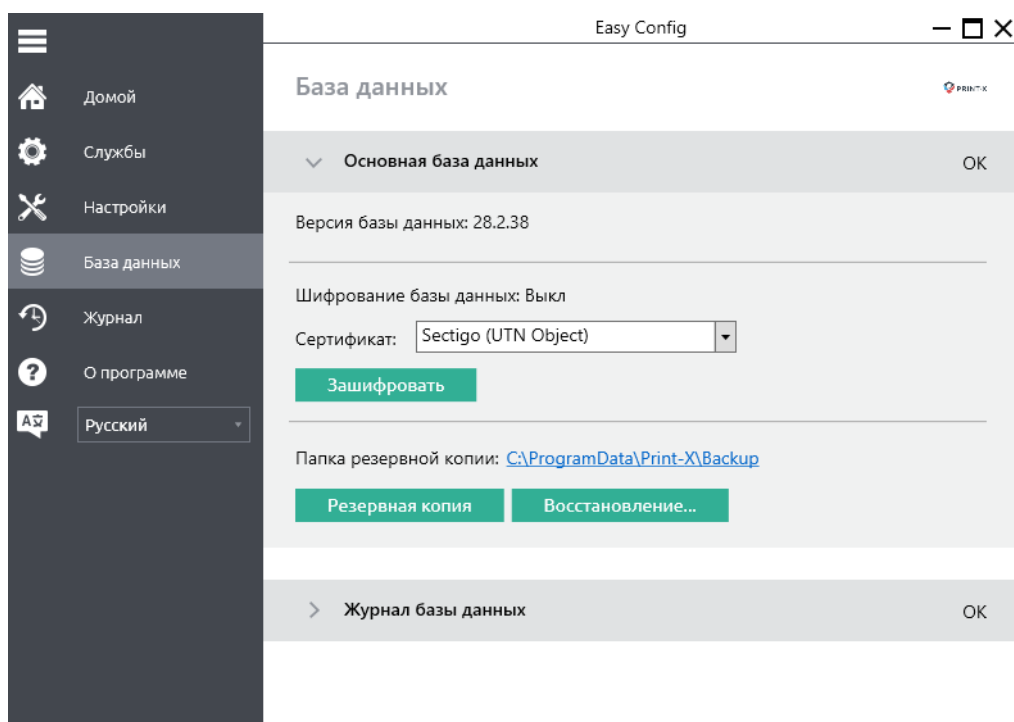 Easy Config
Домой
Службы
Настройки
База данных
Журнал
О программе
Русский
База данных
PRINT-X
Основная база данных OK
Версия базы данных: 28.2.38
Шифрование базы данных: Выкл
Сертификат: Sectigo (UTN Object)
Зашифровать
Папка резервной копии: C:\ProgramData\Print-X\Backup
Резервная копия Восстановление...
Журнал базы данных OK